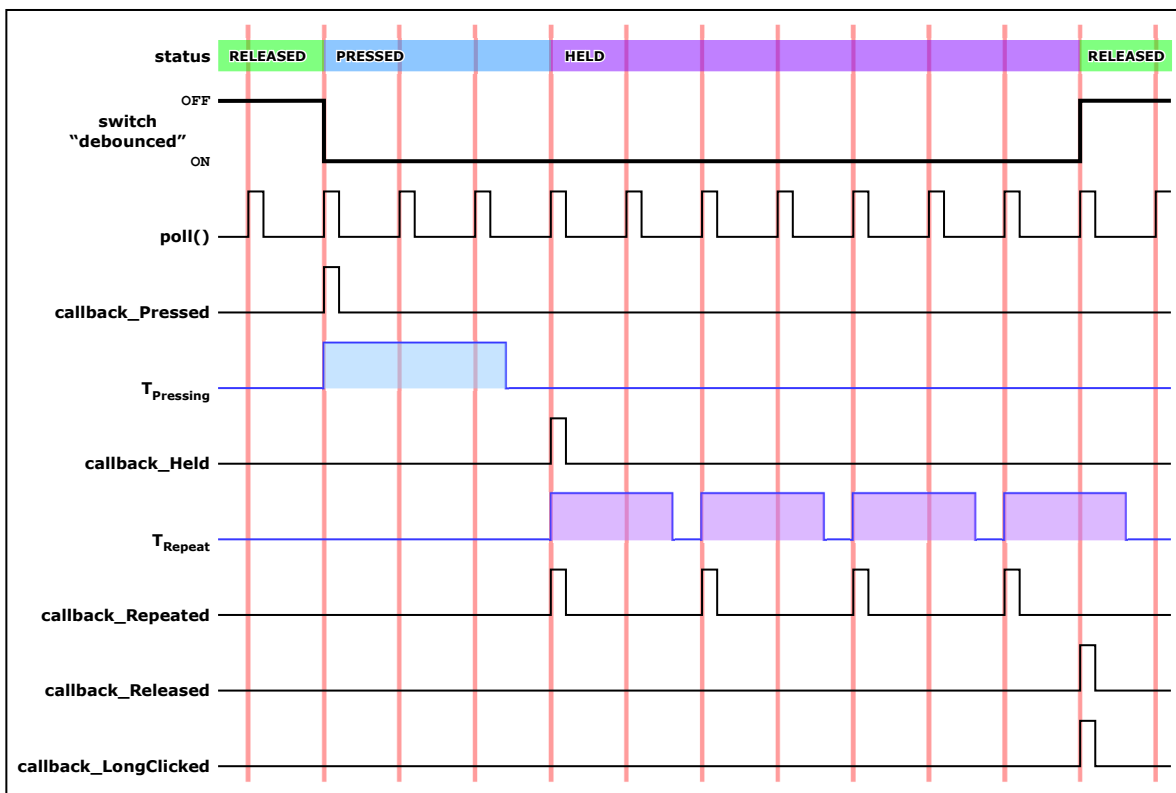 status RELEASED PRESSED HELD RELEASED
OFF
switch
“debounced”
ON
poll()
callback_Pressed
TPressing
callback_Held
TRepeat
callback_Repeated
callback_Released
callback_LongClicked